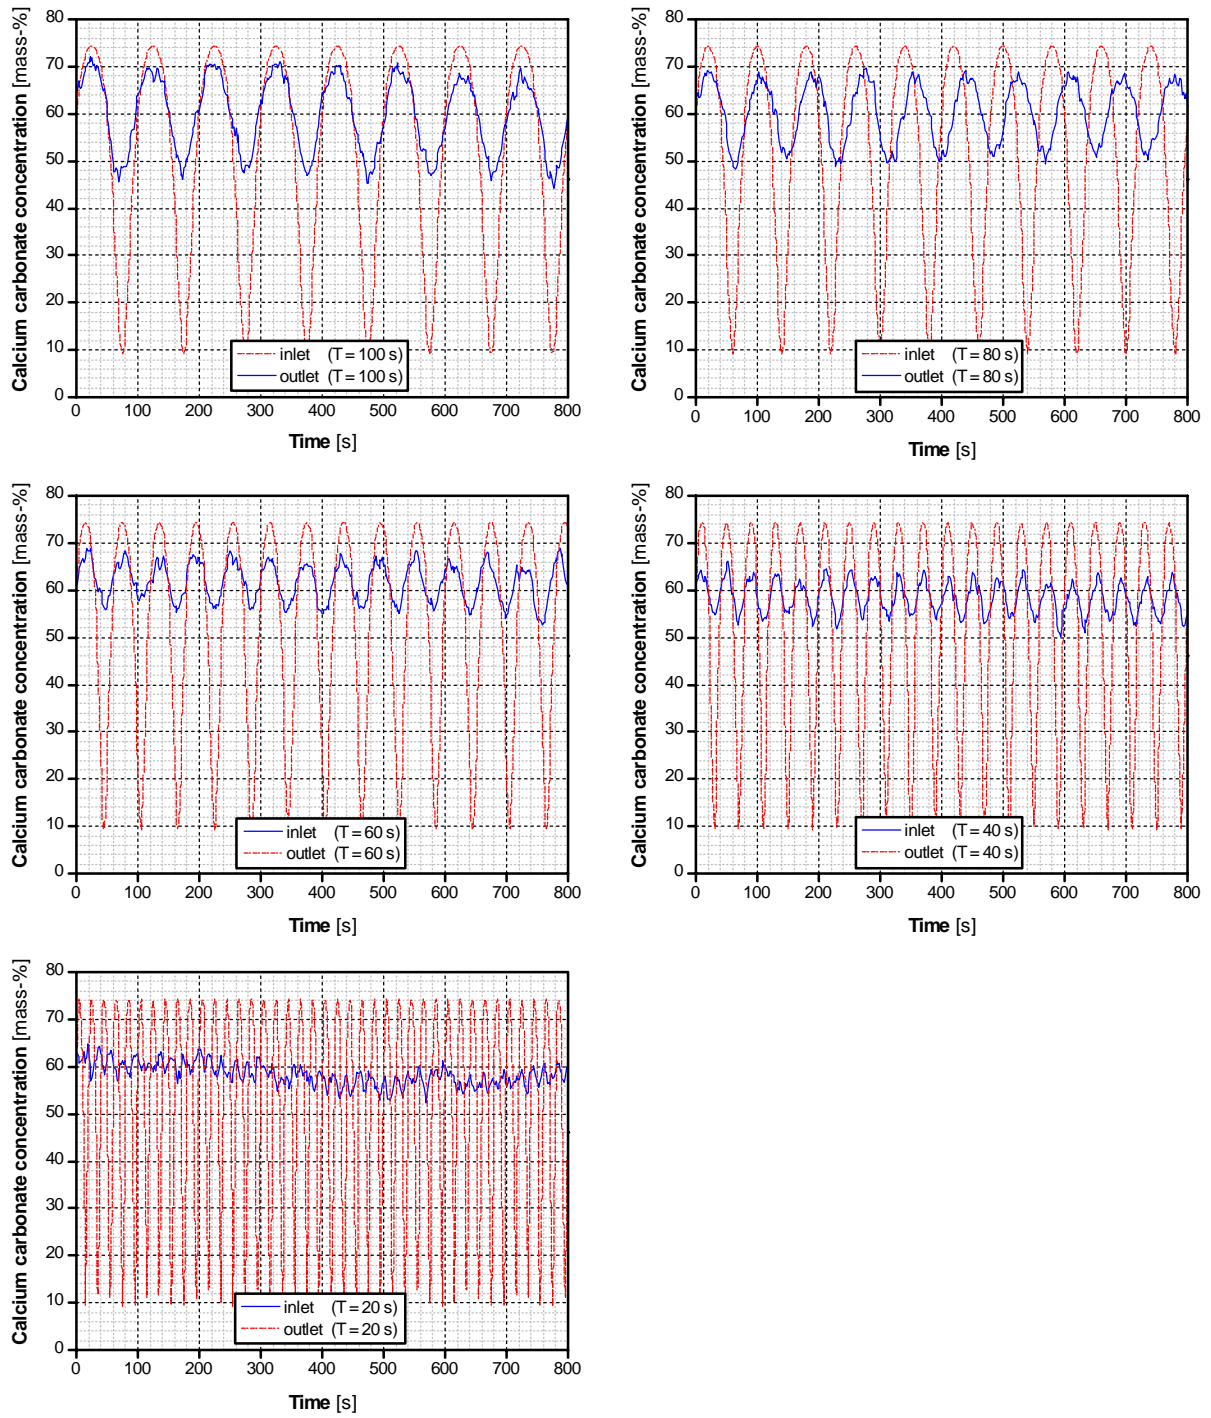 Calcium carbonate concentration [mass-%]
80
70
60
50
40
30
20
10
0
inlet (T = 100 s)
outlet (T = 100 s)
0 100 200 300 400 500 600 700 800
Time [s]
Calcium carbonate concentration [mass-%]
80
70
60
50
40
30
20
10
0
inlet (T = 80 s)
outlet (T = 80 s)
0 100 200 300 400 500 600 700 800
Time [s]
Calcium carbonate concentration [mass-%]
80
70
60
50
40
30
20
10
0
inlet (T = 60 s)
outlet (T = 60 s)
0 100 200 300 400 500 600 700 800
Time [s]
Calcium carbonate concentration [mass-%]
80
70
60
50
40
30
20
10
0
inlet (T = 40 s)
outlet (T = 40 s)
0 100 200 300 400 500 600 700 800
Time [s]
Calcium carbonate concentration [mass-%]
80
70
60
50
40
30
20
10
0
inlet (T = 20 s)
outlet (T = 20 s)
0 100 200 300 400 500 600 700 800
Time [s]